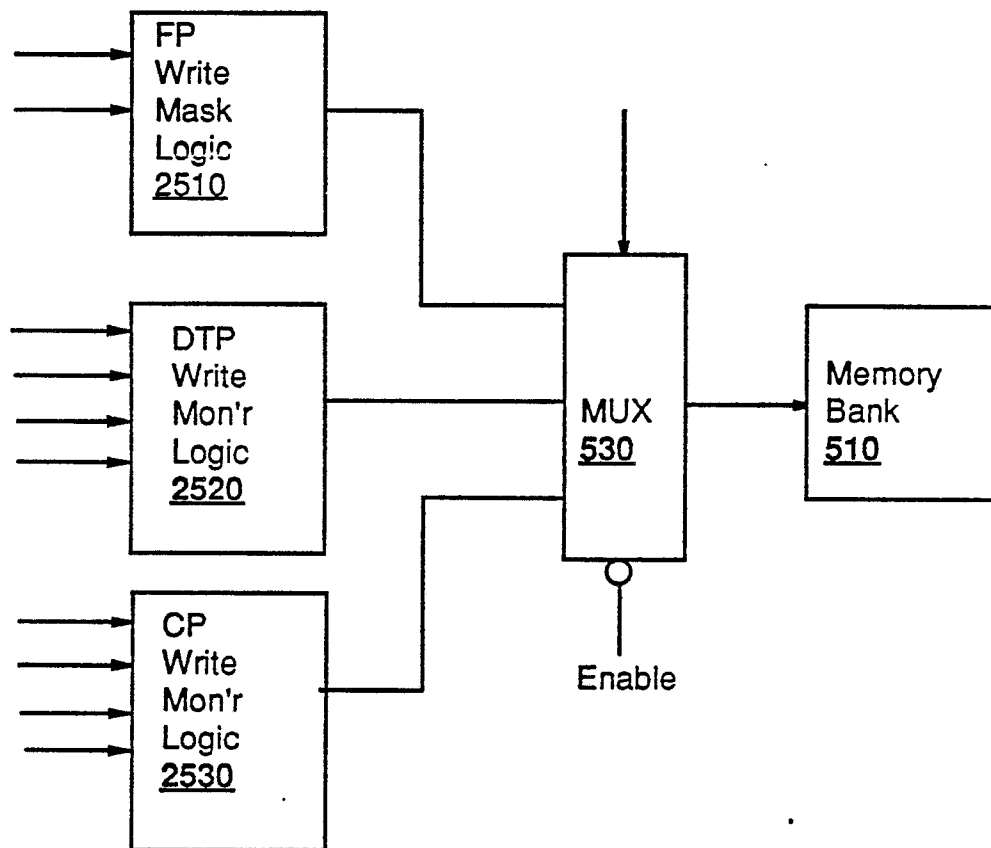 FP
Write
Mask
Logic
2510
DTP
Write
Mon'r
Logic
2520
CP
Write
Mon'r
Logic
2530
MUX
530
Enable
Memory
Bank
510